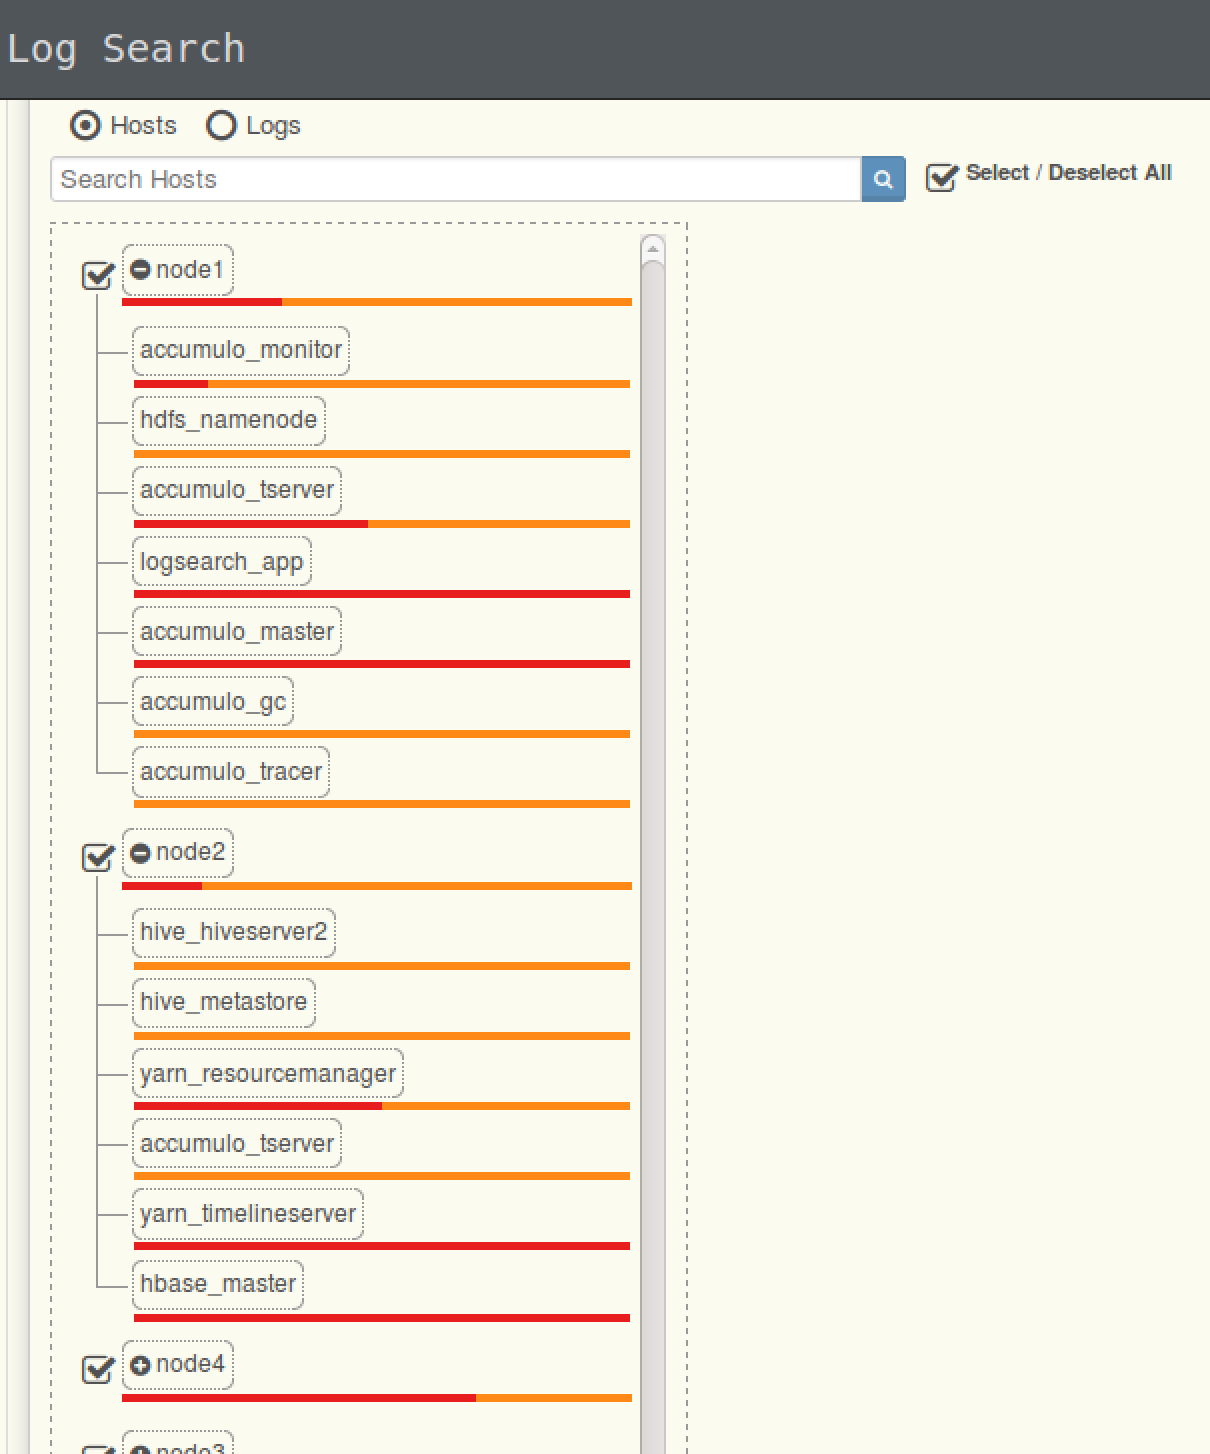 Log Search
Hosts Logs
Search Hosts Select / Deselect All
node1
accumulo_monitor
hdfs_namenode
accumulo_tserver
logsearch_app
accumulo_master
accumulo_gc
accumulo_tracer
node2
hive_hiveserver2
hive_metastore
yarn_resourcemanager
accumulo_tserver
yarn_timelineserver
hbase_master
node4
node3